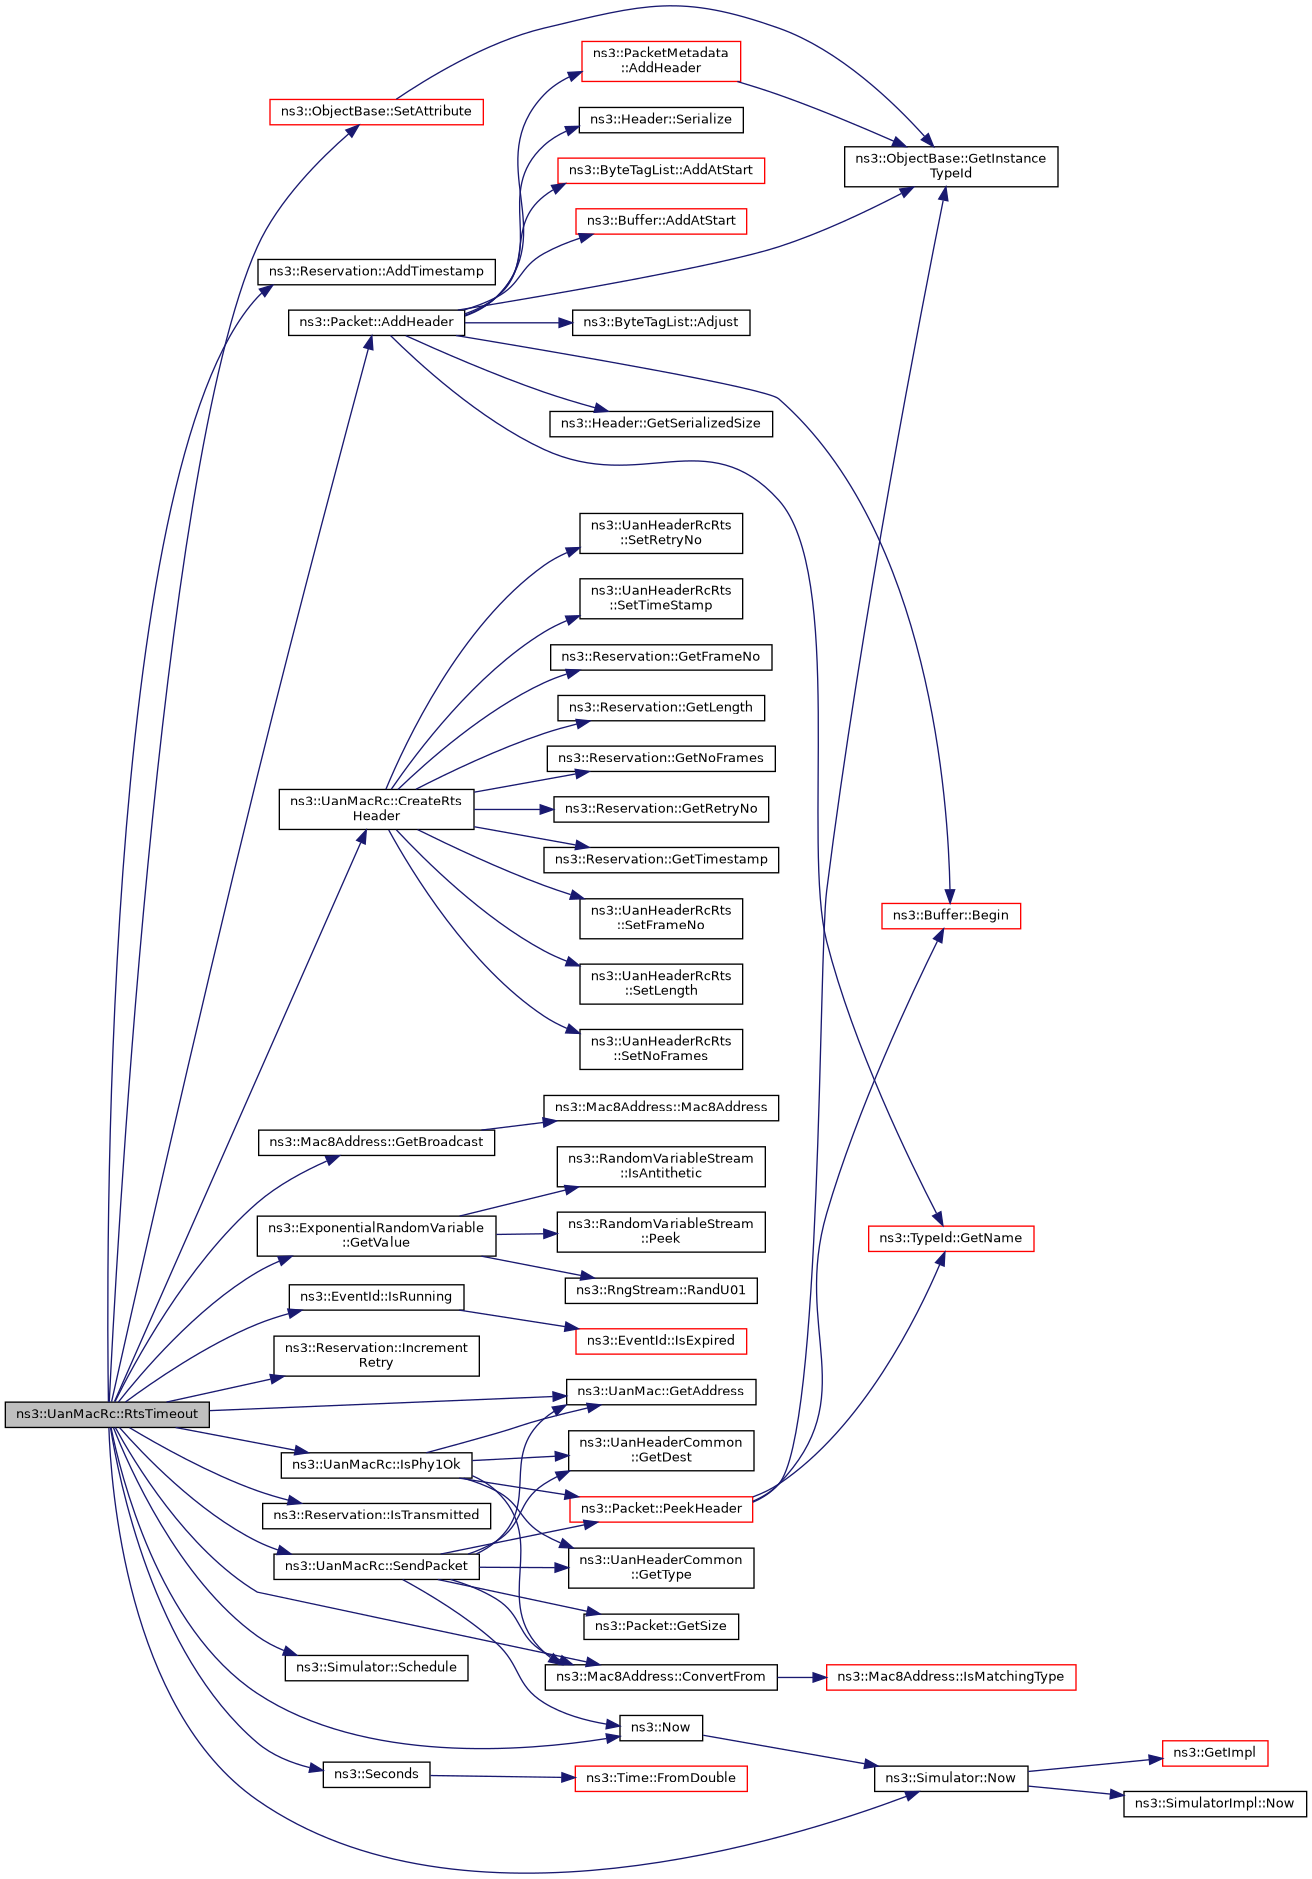 ns3::PacketMetadata
::AddHeader
ns3::ObjectBase::SetAttribute
ns3::Header::Serialize
ns3::ObjectBase::GetInstance
TypeId
ns3::ByteTagList::AddAtStart
ns3::Buffer::AddAtStart
ns3::Reservation::AddTimestamp
ns3::Packet::AddHeader
ns3::ByteTagList::Adjust
ns3::Header::GetSerializedSize
ns3::UanHeaderRcRts
::SetRetryNo
ns3::UanHeaderRcRts
::SetTimeStamp
ns3::Reservation::GetFrameNo
ns3::Reservation::GetLength
ns3::Reservation::GetNoFrames
ns3::UanMacRc::CreateRts
Header
ns3::Reservation::GetRetryNo
ns3::Reservation::GetTimestamp
ns3::UanHeaderRcRts
::SetFrameNo
ns3::Buffer::Begin
ns3::UanHeaderRcRts
::SetLength
ns3::UanHeaderRcRts
::SetNoFrames
ns3::Mac8Address::Mac8Address
ns3::Mac8Address::GetBroadcast
ns3::RandomVariableStream
::IsAntithetic
ns3::ExponentialRandomVariable
::GetValue
ns3::RandomVariableStream
::Peek
ns3::TypeId::GetName
ns3::RngStream::RandU01
ns3::EventId::IsRunning
ns3::EventId::IsExpired
ns3::Reservation::Increment
Retry
ns3::UanMac::GetAddress
ns3::UanMacRc::RtsTimeout
ns3::UanHeaderCommon
::GetDest
ns3::UanMacRc::IsPhy1Ok
ns3::Packet::PeekHeader
ns3::Reservation::IsTransmitted
ns3::UanHeaderCommon
::GetType
ns3::UanMacRc::SendPacket
ns3::Packet::GetSize
ns3::Simulator::Schedule
ns3::Mac8Address::ConvertFrom
ns3::Mac8Address::IsMatchingType
ns3::Now
ns3::GetImpl
ns3::Seconds
ns3::Time::FromDouble
ns3::Simulator::Now
ns3::SimulatorImpl::Now